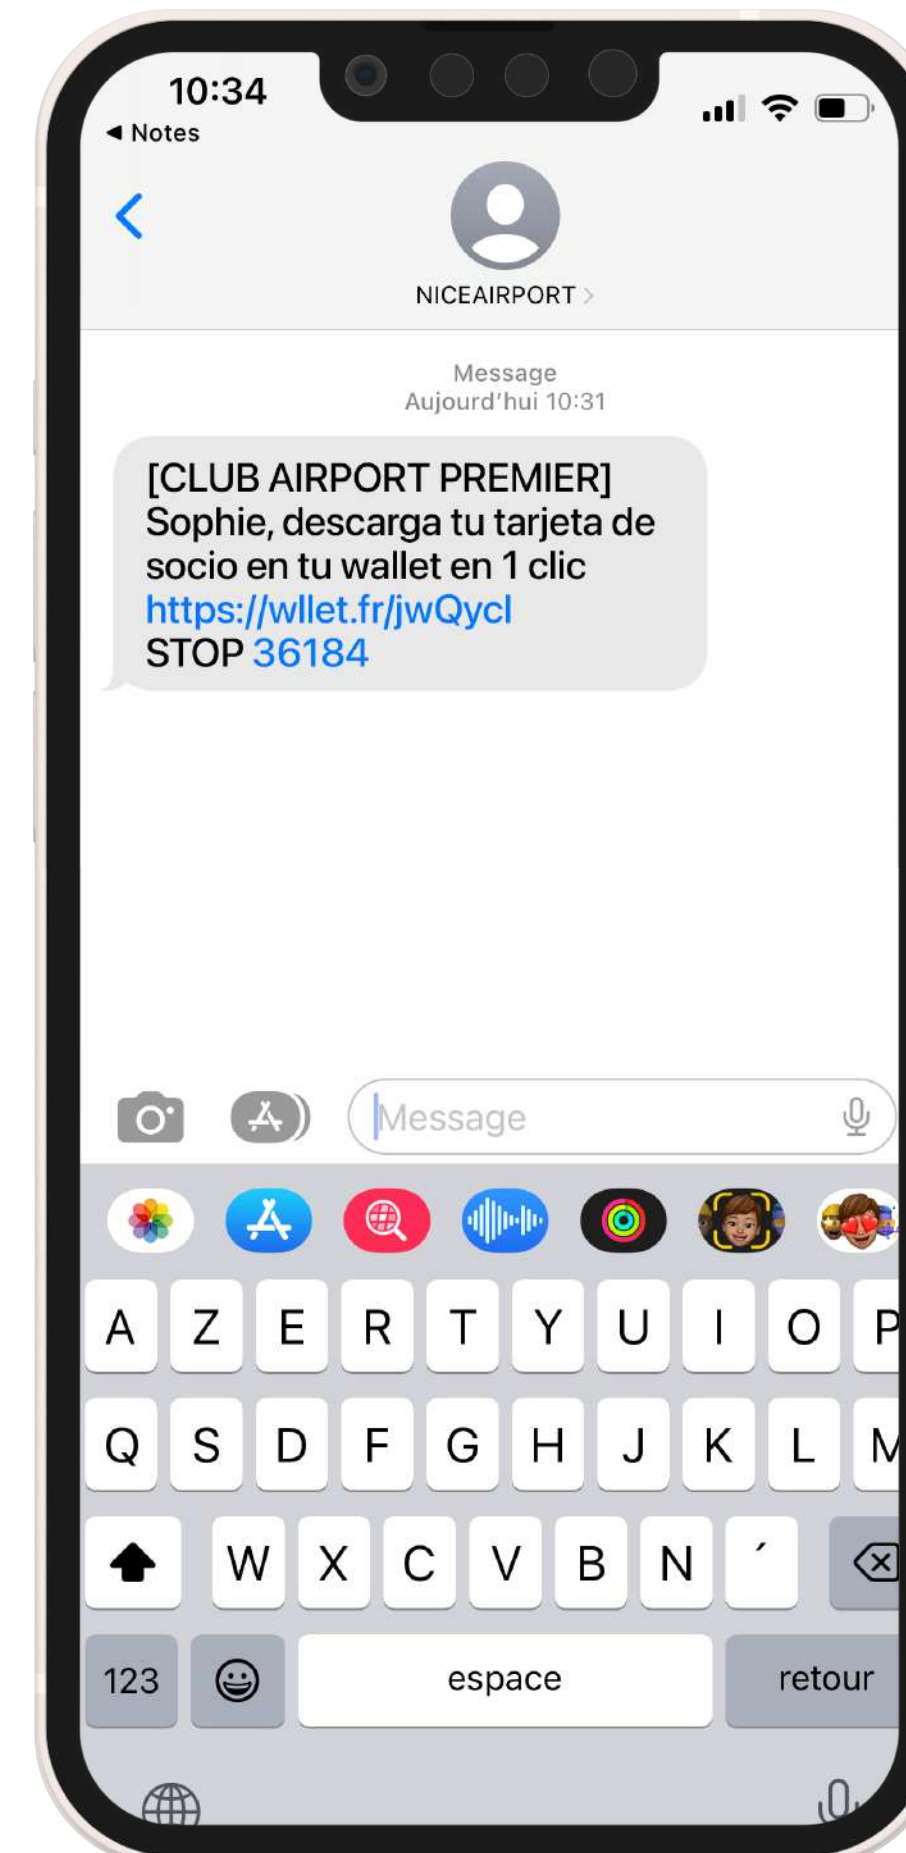 10:34
◀ Notes
NICEAIRPORT
Message
Aujourd'hui 10:31
[CLUB AIRPORT PREMIER]
Sophie, descarga tu tarjeta de
socio en tu wallet en 1 clic
https://wllet.fr/jwQycl
STOP 36184
Message
A Z E R T Y U I O P
Q S D F G H J K L M
W X C V B N ´
123 espace retour